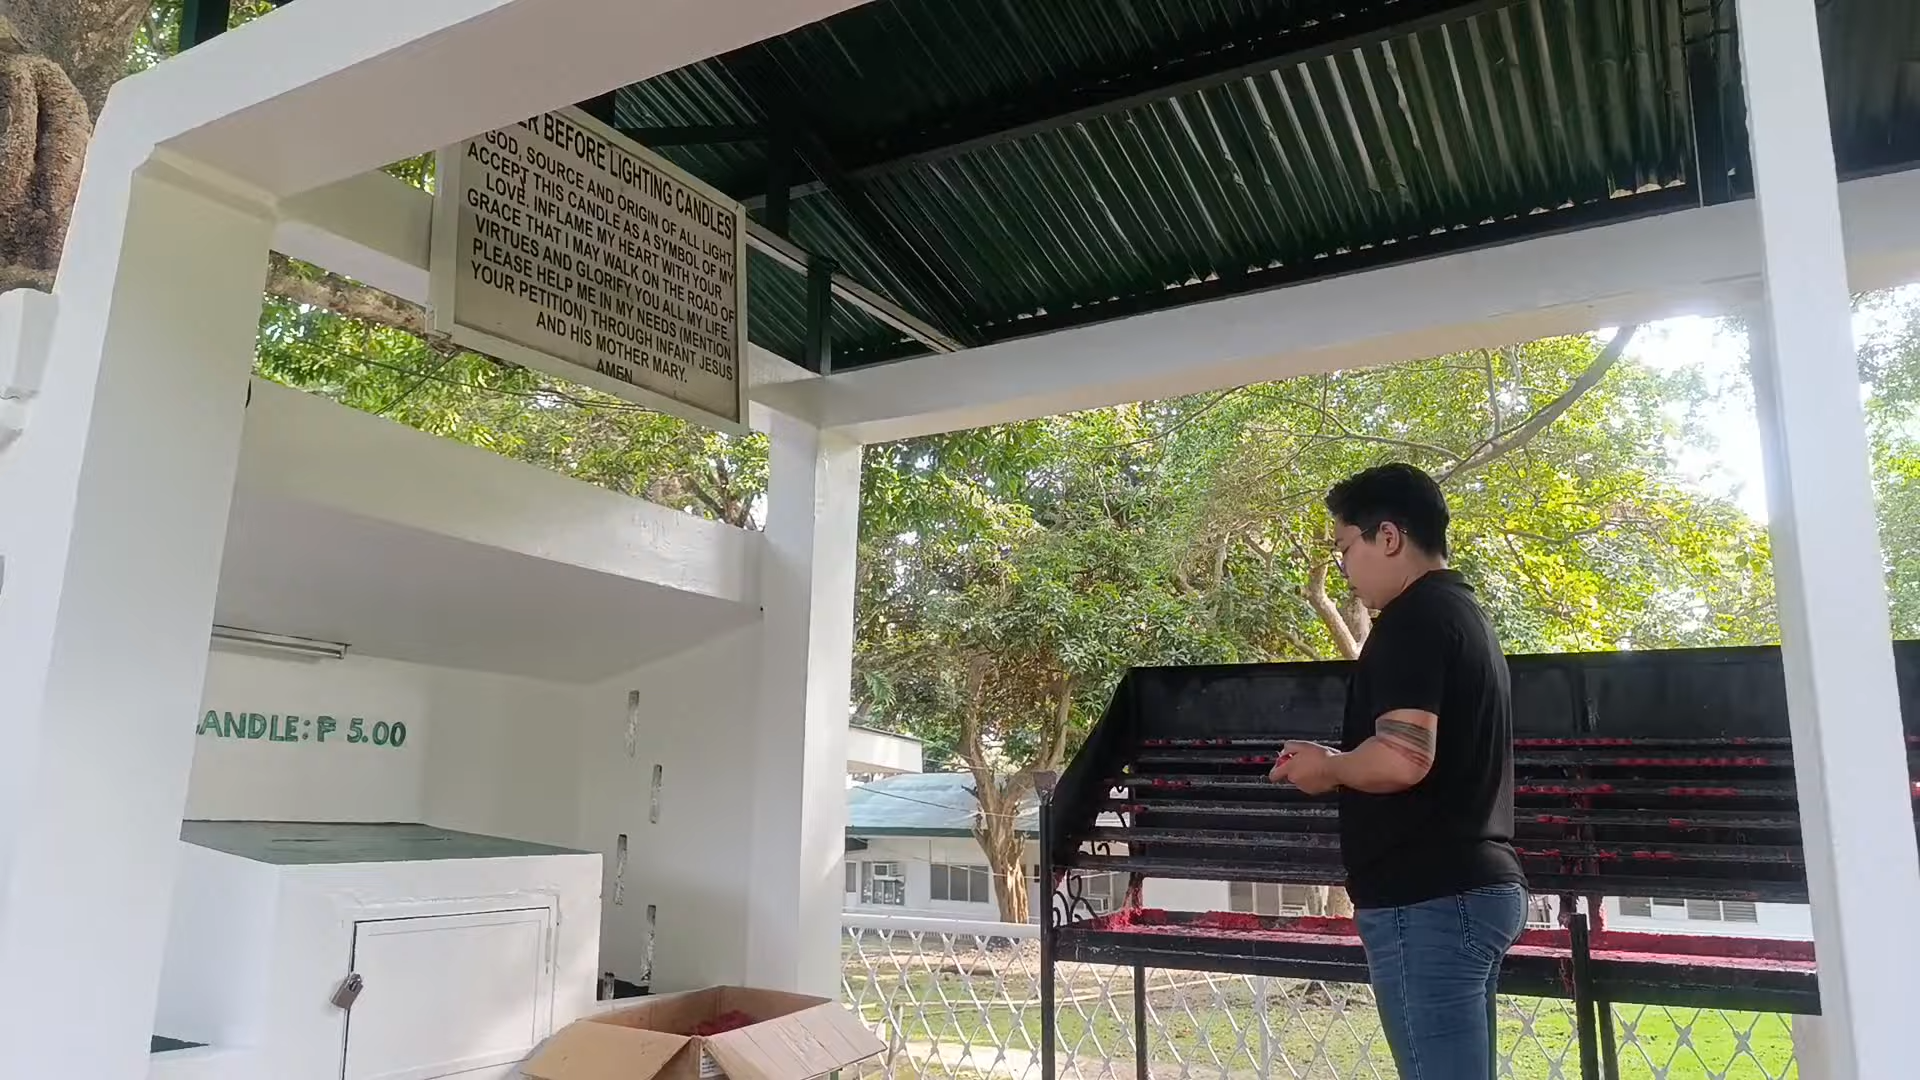 BEFORE LIGHTING CANDLES
GOD, SOURCE AND ORIGIN OF ALL LIGHT,
ACCEPT THIS CANDLE AS A SYMBOL OF MY
LOVE. INFLAME MY HEART WITH YOUR
GRACE THAT I MAY WALK ON THE ROAD OF
VIRTUES AND GLORIFY YOU ALL MY LIFE.
PLEASE HELP ME IN MY NEEDS (MENTION
YOUR PETITION) THROUGH INFANT JESUS
AND HIS MOTHER MARY.
AMEN
ANDLE: ₱ 5.00